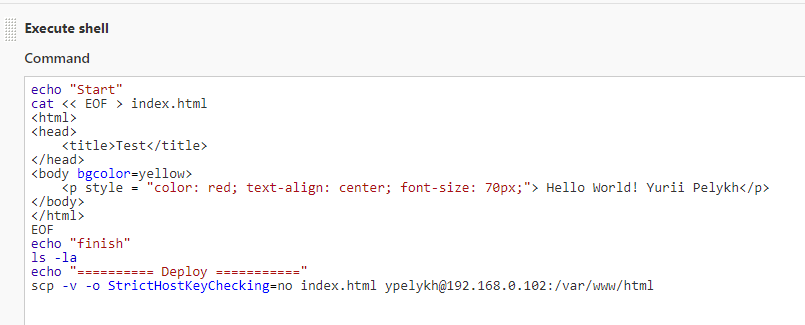 Execute shell
Command
echo "Start"
cat << EOF > index.html
<html>
<head>
    <title>Test</title>
</head>
<body bgcolor=yellow>
    <p style = "color: red; text-align: center; font-size: 70px;"> Hello World! Yurii Pelykh</p>
</body>
</html>
EOF
echo "finish"
ls -la
echo "========== Deploy ==========="
scp -v -o StrictHostKeyChecking=no index.html ypelykh@192.168.0.102:/var/www/html